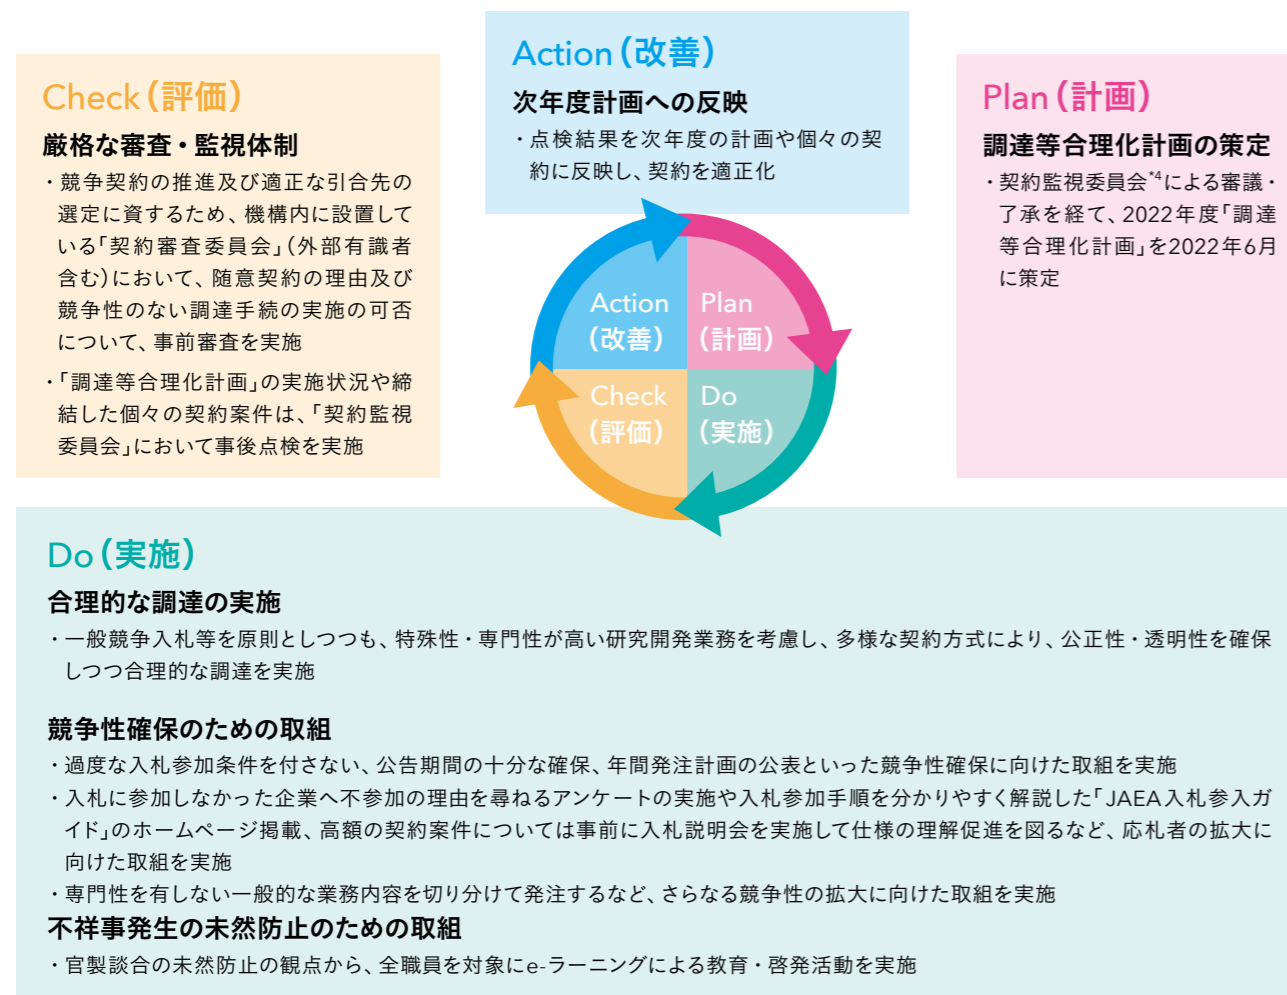 Action（改善）
次年度計画への反映
・点検結果を次年度の計画や個々の契
約に反映し、契約を適正化
Check（評価）
厳格な審査・監視体制
・競争契約の推進及び適正な引合先の
選定に資するため、機構内に設置して
いる「契約審査委員会」（外部有識者
含む）において、随意契約の理由及び
競争性のない調達手続の実施の可否
について、事前審査を実施
・「調達等合理化計画」の実施状況や締
結した個々の契約案件は、「契約監視
委員会」において事後点検を実施
Plan（計画）
調達等合理化計画の策定
・契約監視委員会*4による審議・
了承を経て、2022年度「調達
等合理化計画」を2022年6月
に策定
Action
（改善）
Plan
（計画）
Check
（評価）
Do
（実施）
Do（実施）
合理的な調達の実施
・一般競争入札等を原則としつつも、特殊性・専門性が高い研究開発業務を考慮し、多様な契約方式により、公正性・透明性を確保
しつつ合理的な調達を実施
競争性確保のための取組
・過度な入札参加条件を付さない、公告期間の十分な確保、年間発注計画の公表といった競争性確保に向けた取組を実施
・入札に参加しなかった企業へ不参加の理由を尋ねるアンケートの実施や入札参加手順を分かりやすく解説した「JAEA入札参入ガ
イド」のホームページ掲載、高額の契約案件については事前に入札説明会を実施して仕様の理解促進を図るなど、応札者の拡大に
向けた取組を実施
・専門性を有しない一般的な業務内容を切り分けて発注するなど、さらなる競争性の拡大に向けた取組を実施
不祥事発生の未然防止のための取組
・官製談合の未然防止の観点から、全職員を対象にe-ラーニングによる教育・啓発活動を実施